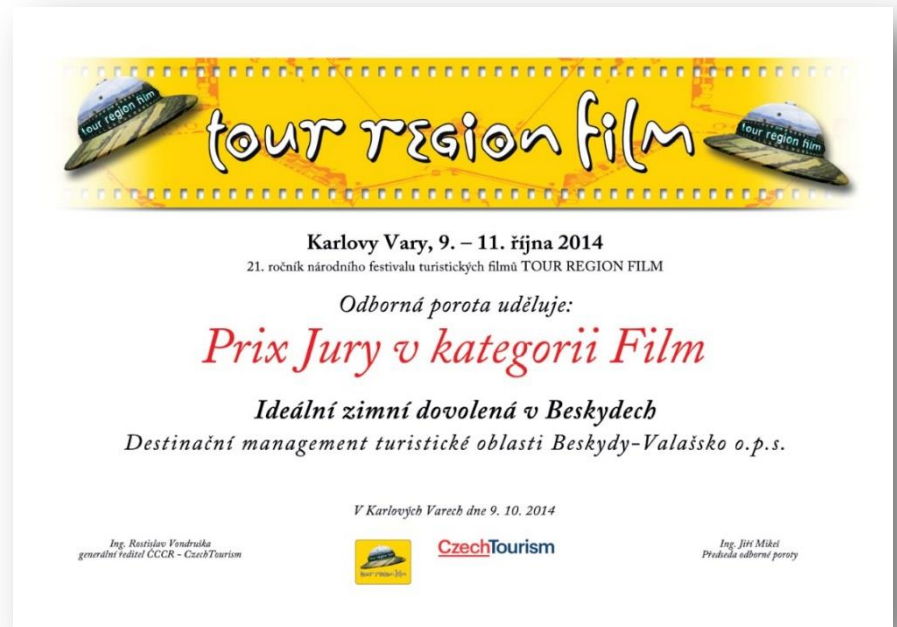 tour region film
tour region film
tour region film
Karlovy Vary, 9. – 11. října 2014
21. ročník národního festivalu turistických filmů TOUR REGION FILM
Odborná porota uděluje:
Prix Jury v kategorii Film
Ideální zimní dovolená v Beskydech
Destinační management turistické oblasti Beskydy-Valašsko o.p.s.
V Karlových Varech dne 9. 10. 2014
Ing. Rostislav Vondruška
generální ředitel ČCCR – CzechTourism
tour region film
CzechTourism
Ing. Jiří Mikeš
Předseda odborné poroty